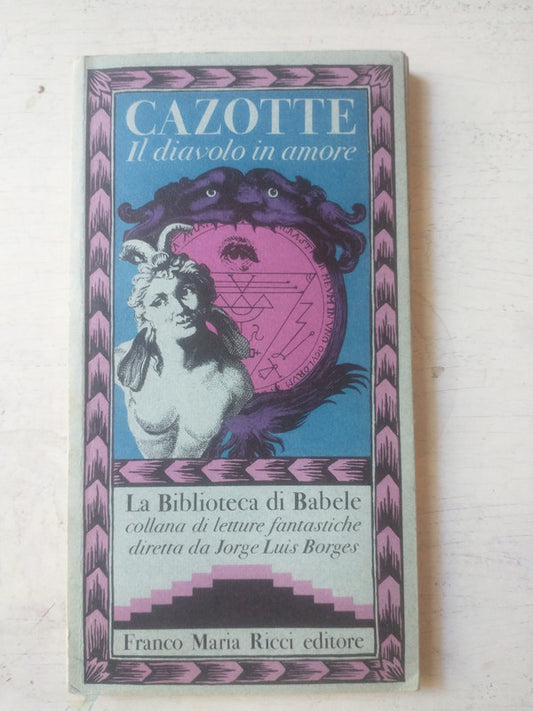 CAZOTTE
Il diavolo in amore
La Biblioteca di Babele
collana di letture fantastiche
diretta da Jorge Luis Borges
Franco Maria Ricci editore